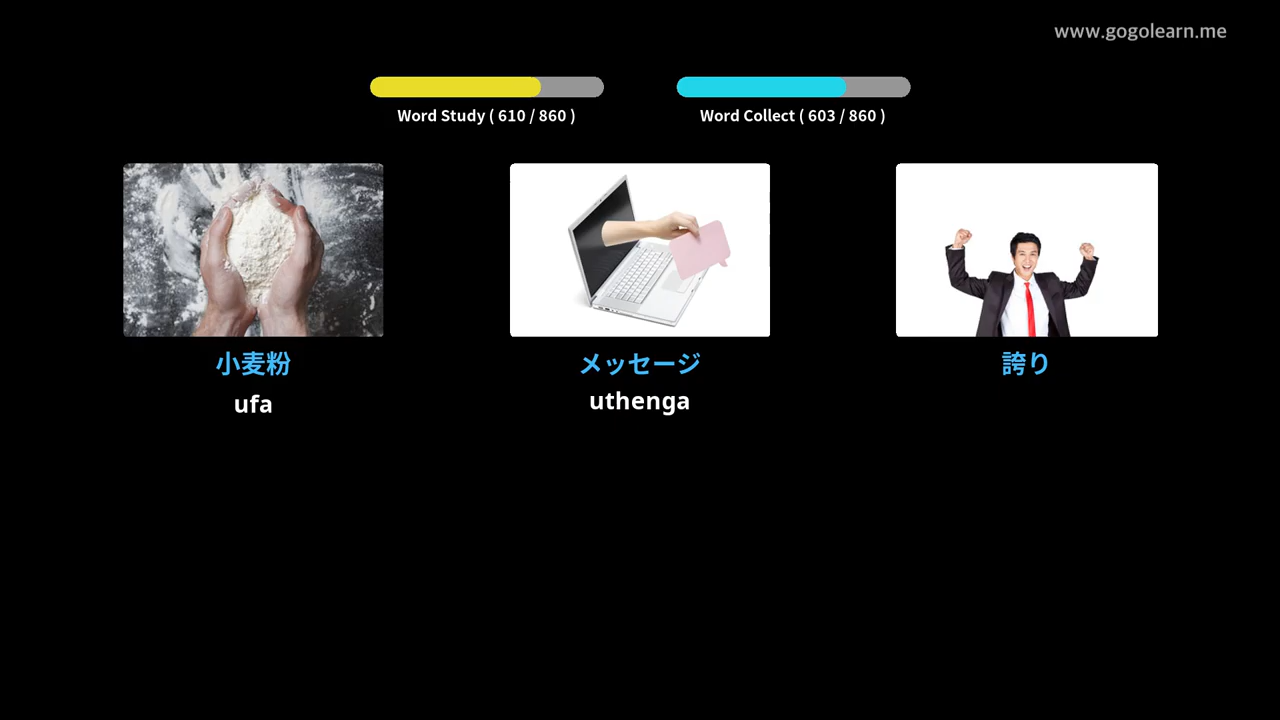 www.gogolearn.me
Word Study ( 610 / 860 )
Word Collect ( 603 / 860 )
小麦粉
メッセージ
誇り
ufa
uthenga